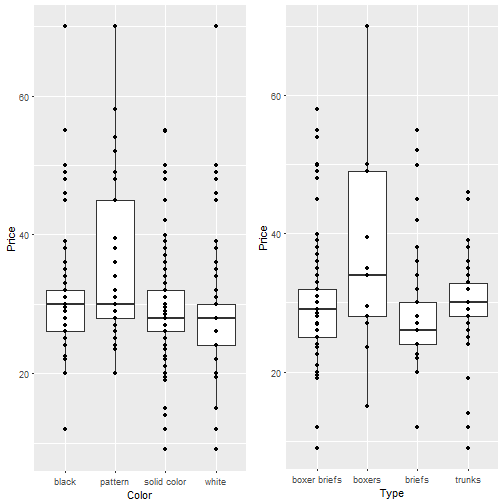 Price
60
40
20
black pattern solid color white
Color
Price
60
40
20
boxer briefs boxers briefs trunks
Type